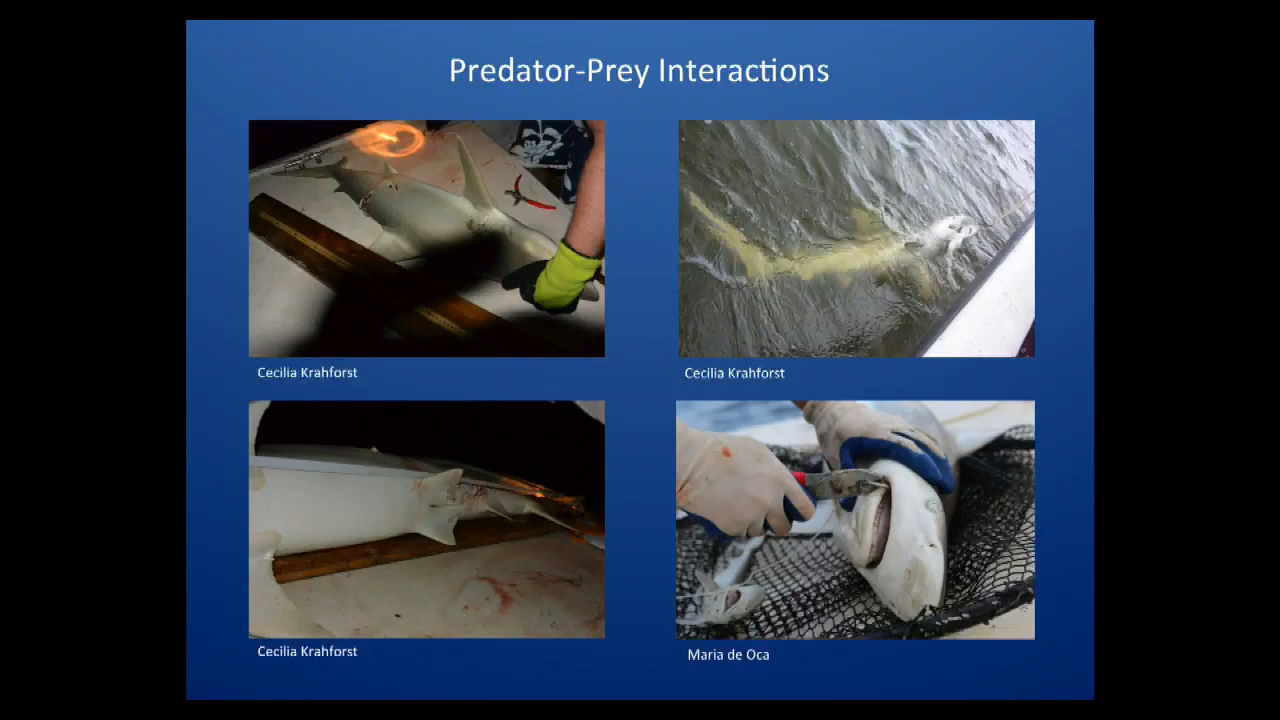 Predator-Prey Interactions
Cecilia Krahforst
Cecilia Krahforst
Cecilia Krahforst
Maria de Oca